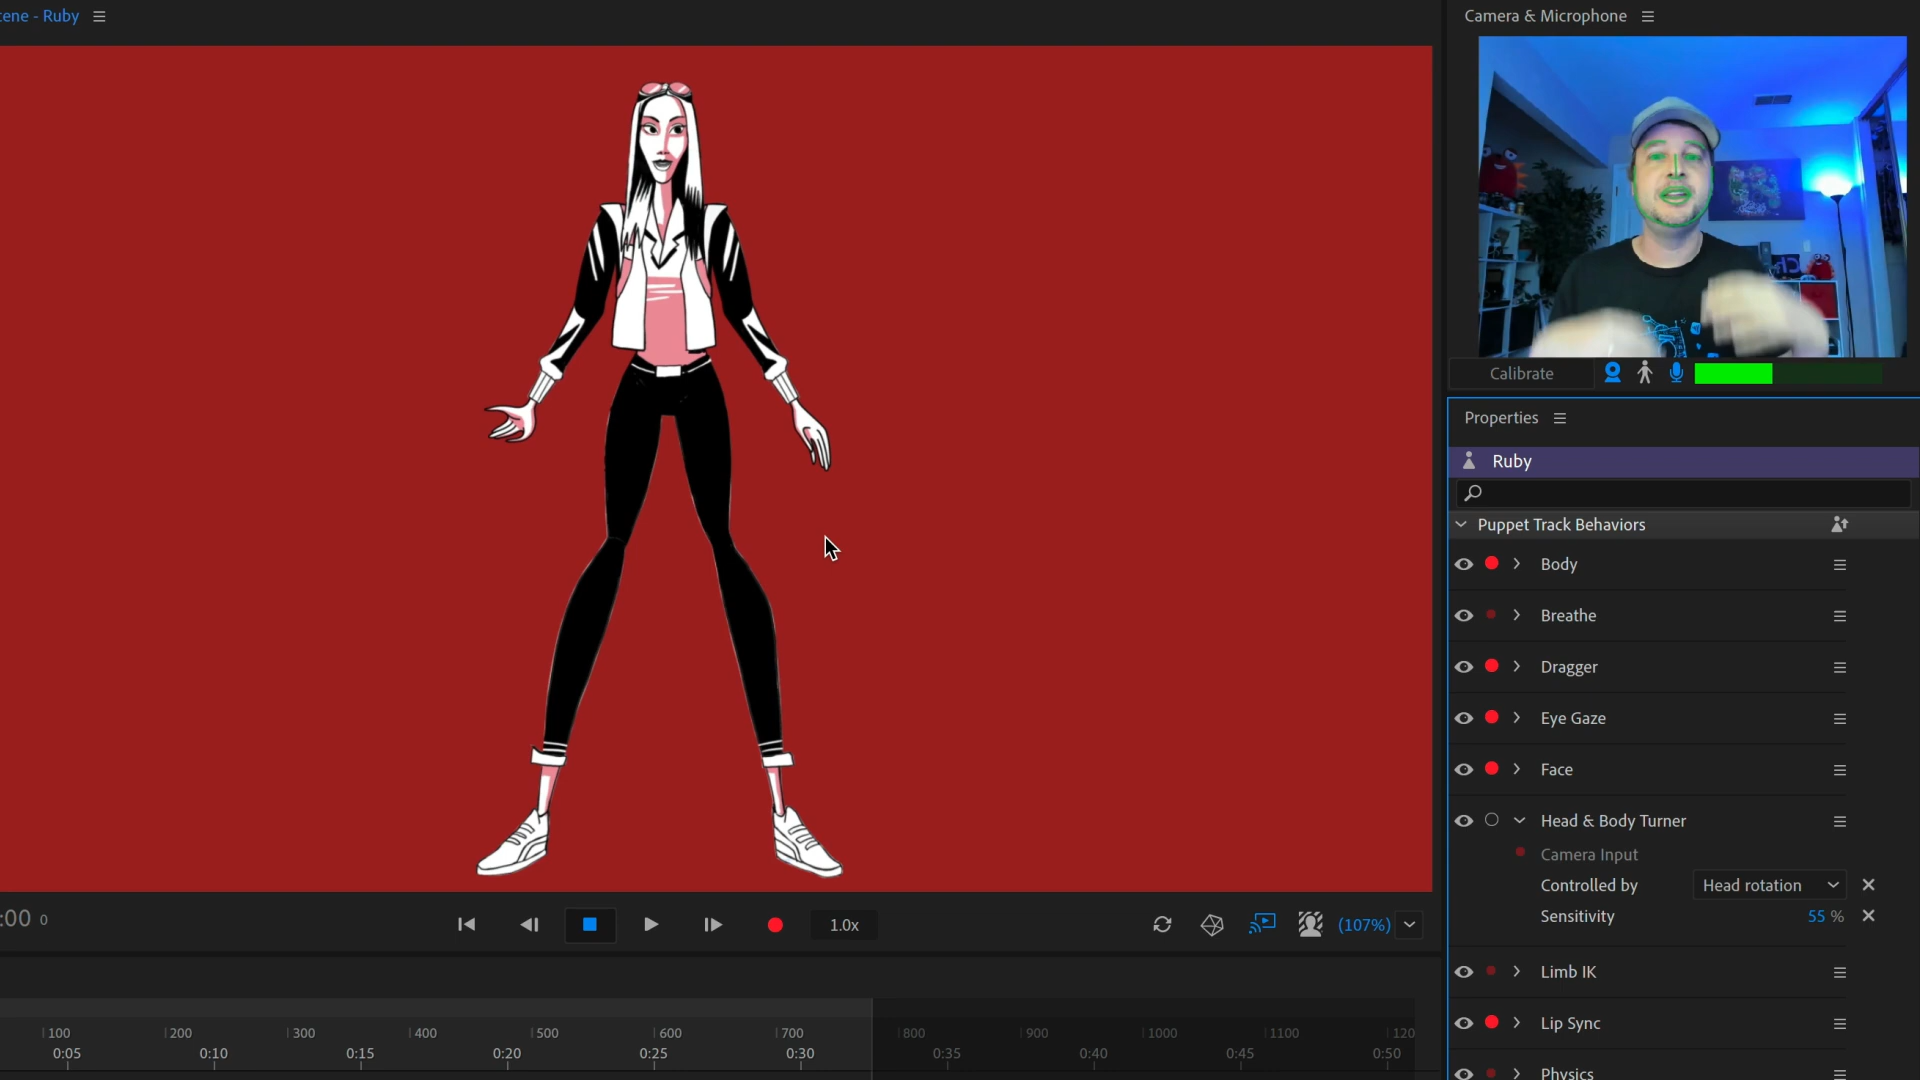 ene - Ruby
Camera & Microphone
Calibrate
Properties
Ruby
Puppet Track Behaviors
Body
Breathe
Dragger
Eye Gaze
Face
Head & Body Turner
Camera Input
Controlled by Head rotation
Sensitivity 55 %
Limb IK
Lip Sync
Physics
:00 0
1.0x
(107%)
100 200 300 400 500 600 700 800 900 1000 1100 120
0:05 0:10 0:15 0:20 0:25 0:30 0:35 0:40 0:45 0:50